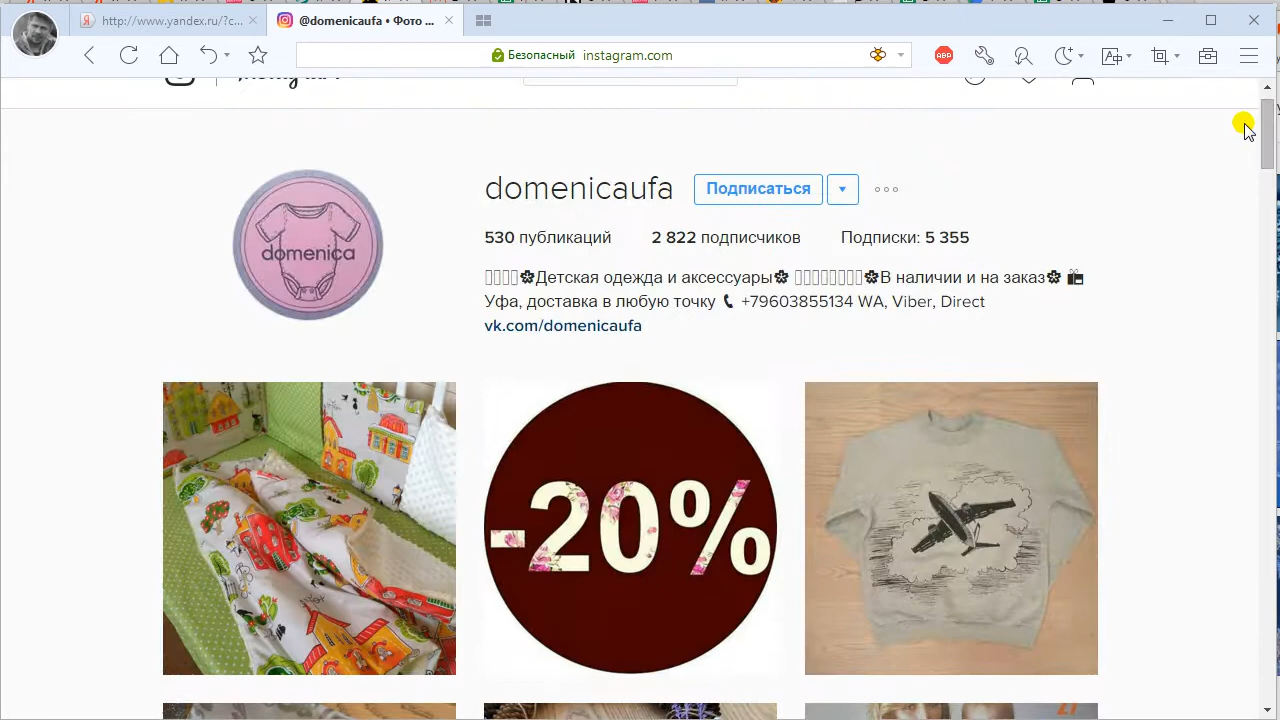 http://www.yandex.ru/?c...
@domenicaufa • Фото ...
Безопасный instagram.com
ABP
domenicaufa Подписаться
530 публикаций 2 822 подписчиков Подписки: 5 355
Детская одежда и аксессуары В наличии и на заказ
Уфа, доставка в любую точку +79603855134 WA, Viber, Direct
vk.com/domenicaufa
domenica
-20%